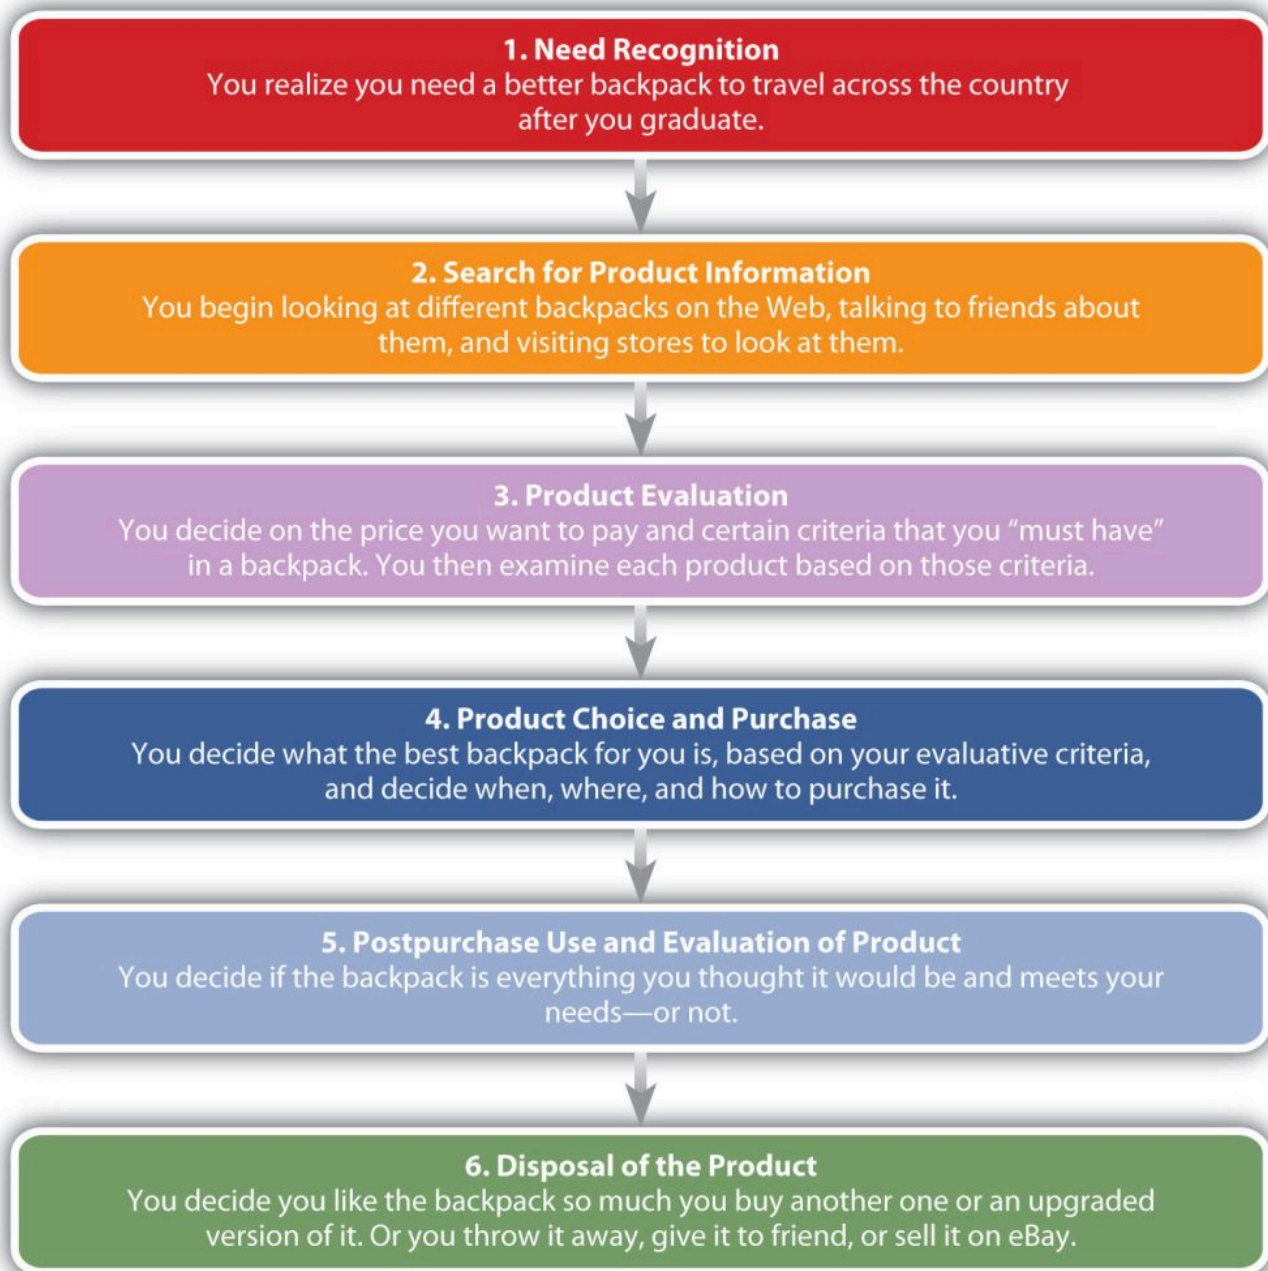 1. Need Recognition
You realize you need a better backpack to travel across the country
after you graduate.
2. Search for Product Information
You begin looking at different backpacks on the Web, talking to friends about
them, and visiting stores to look at them.
3. Product Evaluation
You decide on the price you want to pay and certain criteria that you “must have”
in a backpack. You then examine each product based on those criteria.
4. Product Choice and Purchase
You decide what the best backpack for you is, based on your evaluative criteria,
and decide when, where, and how to purchase it.
5. Postpurchase Use and Evaluation of Product
You decide if the backpack is everything you thought it would be and meets your
needs—or not.
6. Disposal of the Product
You decide you like the backpack so much you buy another one or an upgraded
version of it. Or you throw it away, give it to friend, or sell it on eBay.